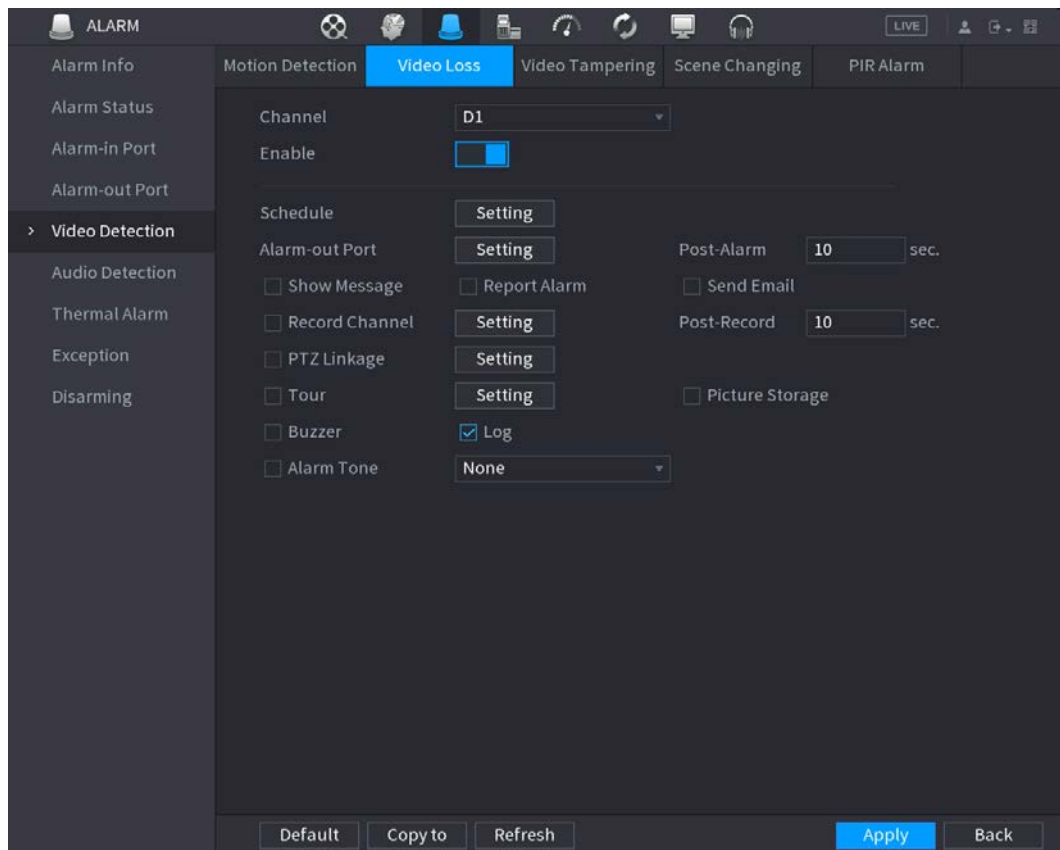 ALARM LIVE
Alarm Info
Alarm Status
Alarm-in Port
Alarm-out Port
> Video Detection
Audio Detection
Thermal Alarm
Exception
Disarming
Motion Detection Video Loss Video Tampering Scene Changing PIR Alarm
Channel D1
Enable
Schedule Setting
Alarm-out Port Setting Post-Alarm 10 sec.
Show Message Report Alarm Send Email
Record Channel Setting Post-Record 10 sec.
PTZ Linkage Setting
Tour Setting Picture Storage
Buzzer Log
Alarm Tone None
Default Copy to Refresh Apply Back